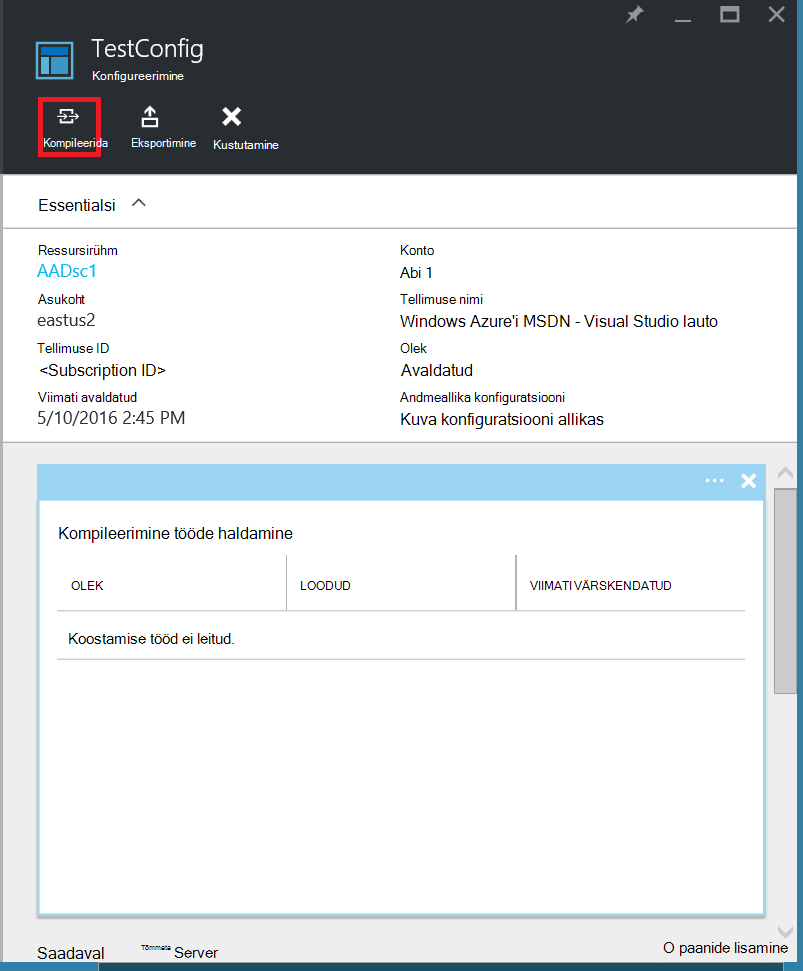 TestConfig
Konfigureerimine
Kompileerida
Eksportimine
Kustutamine
Essentialsi
Ressursirühm
AADsc1
Konto
Abi 1
Asukoht
eastus2
Tellimuse nimi
Windows Azure'i MSDN - Visual Studio lauto
Tellimuse ID
<Subscription ID>
Olek
Avaldatud
Viimati avaldatud
5/10/2016 2:45 PM
Andmeallika konfiguratsiooni
Kuva konfiguratsiooni allikas
Kompileerimine tööde haldamine
OLEK
LOODUD
VIIMATI VÄRSKENDATUD
Koostamise tööd ei leitud.
Saadaval
Tõmmata Server
O paanide lisamine